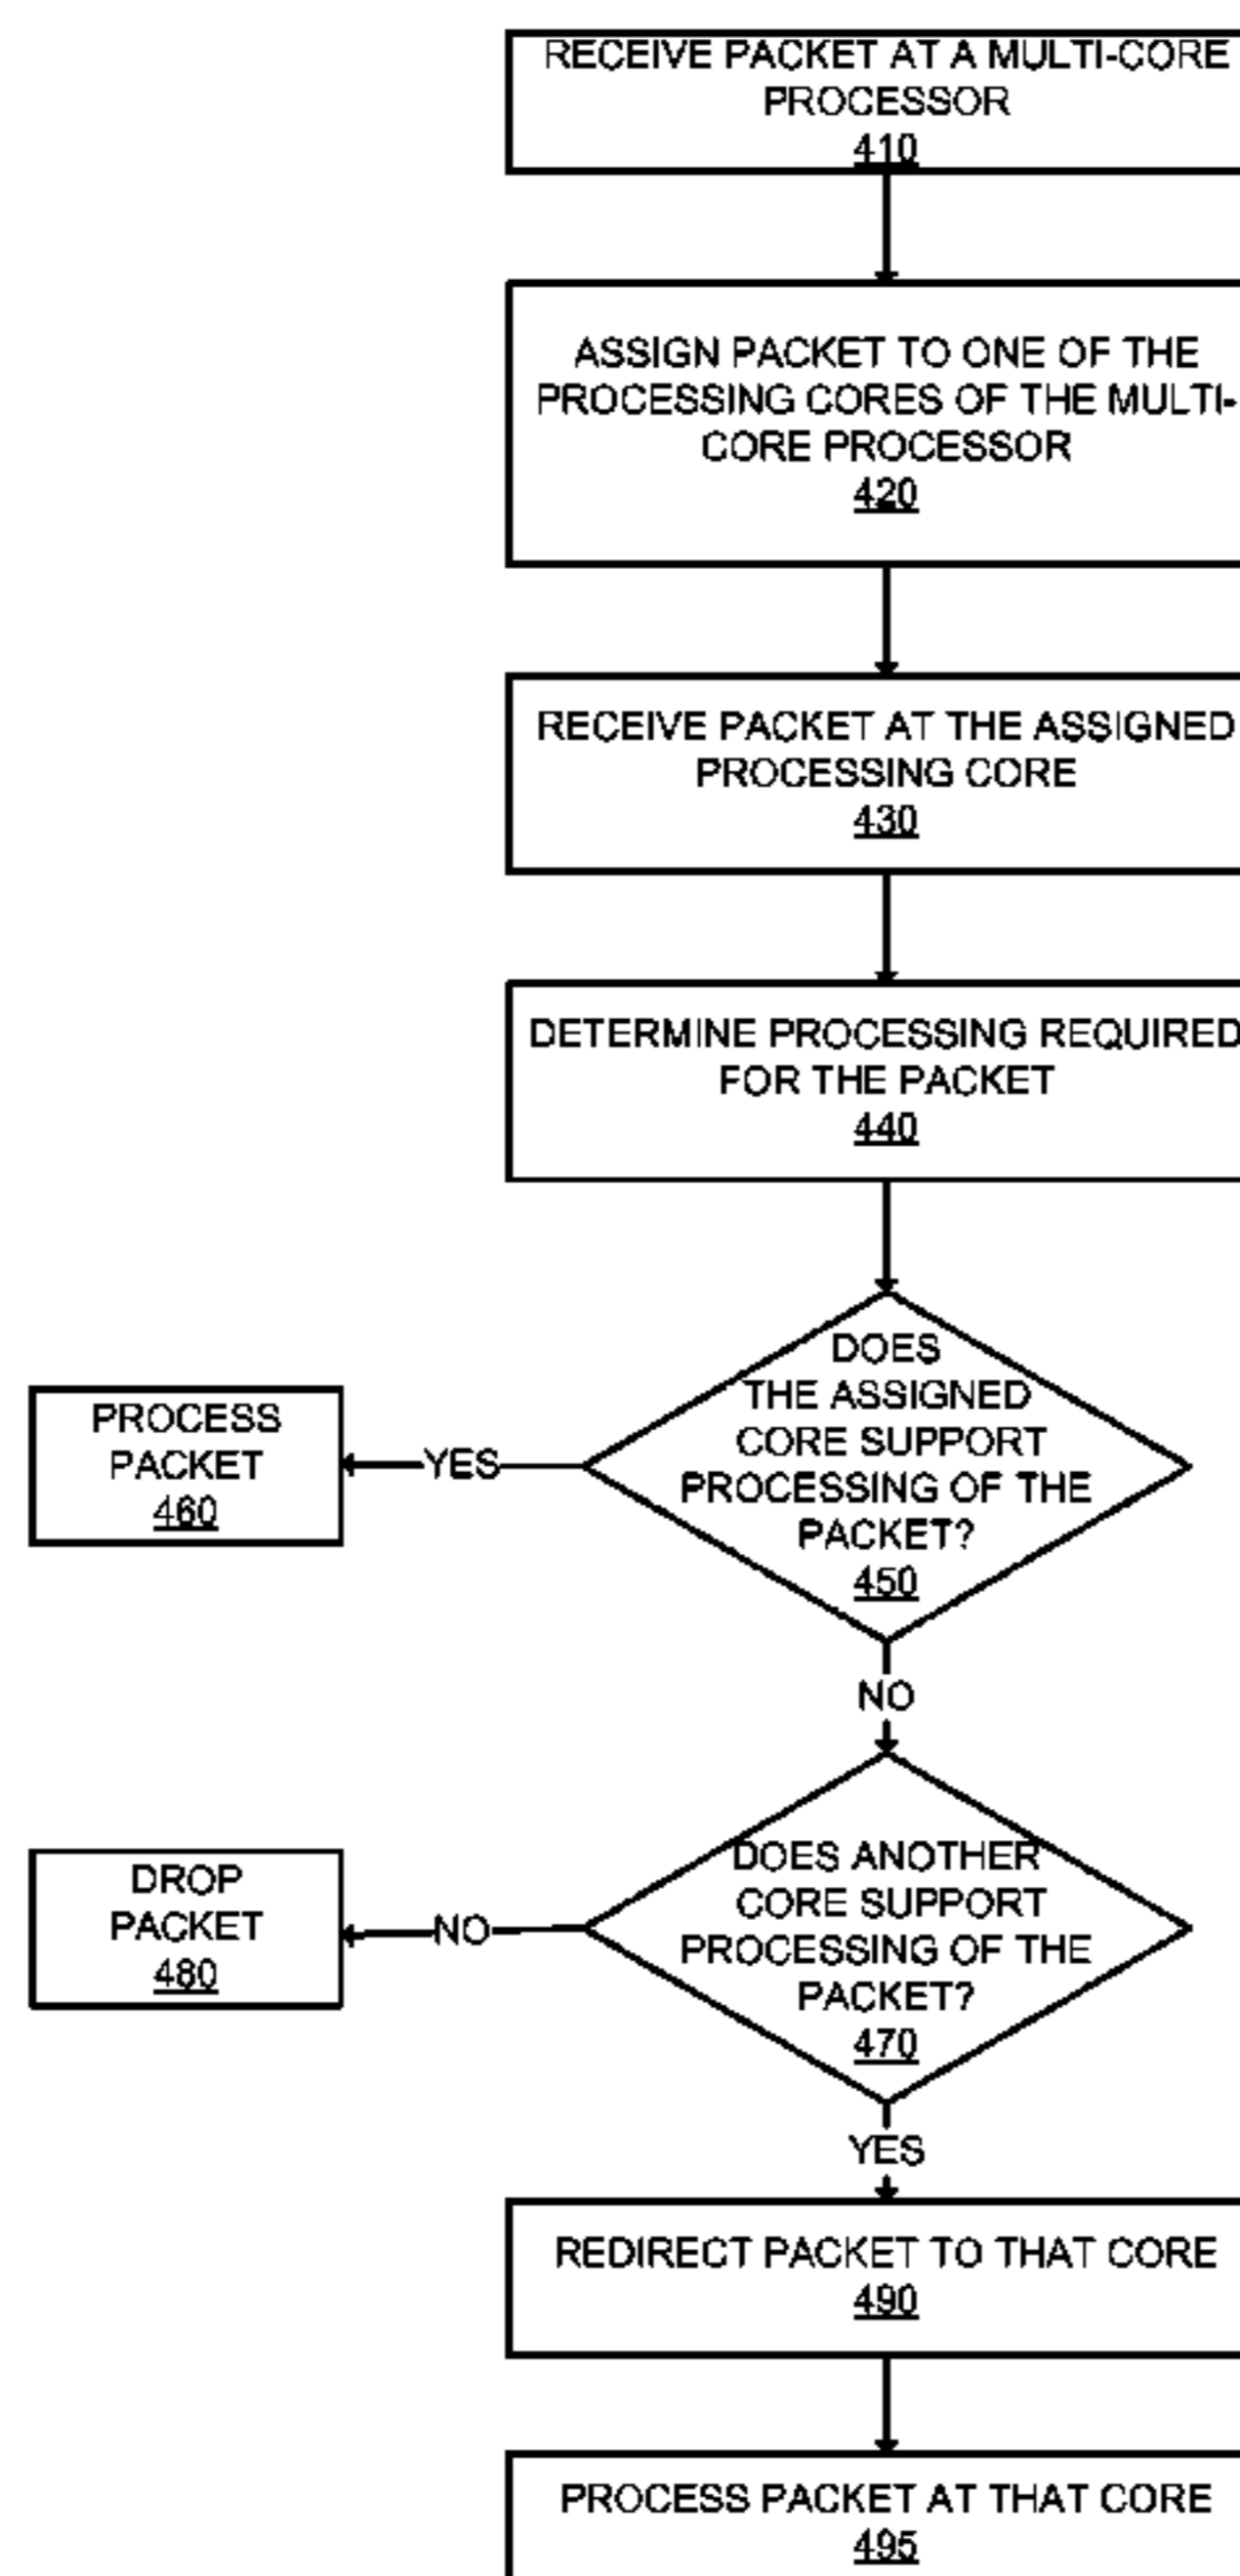 RECEIVE PACKET AT A MULTI-CORE
PROCESSOR
410
ASSIGN PACKET TO ONE OF THE
PROCESSING CORES OF THE MULTI-
CORE PROCESSOR
420
RECEIVE PACKET AT THE ASSIGNED
PROCESSING CORE
430
DETERMINE PROCESSING REQUIRED
FOR THE PACKET
440
DOES
THE ASSIGNED
CORE SUPPORT
PROCESSING OF THE
PACKET?
450
YES
PROCESS
PACKET
460
NO
DOES ANOTHER
CORE SUPPORT
PROCESSING OF THE
PACKET?
470
NO
DROP
PACKET
480
YES
REDIRECT PACKET TO THAT CORE
490
PROCESS PACKET AT THAT CORE
495